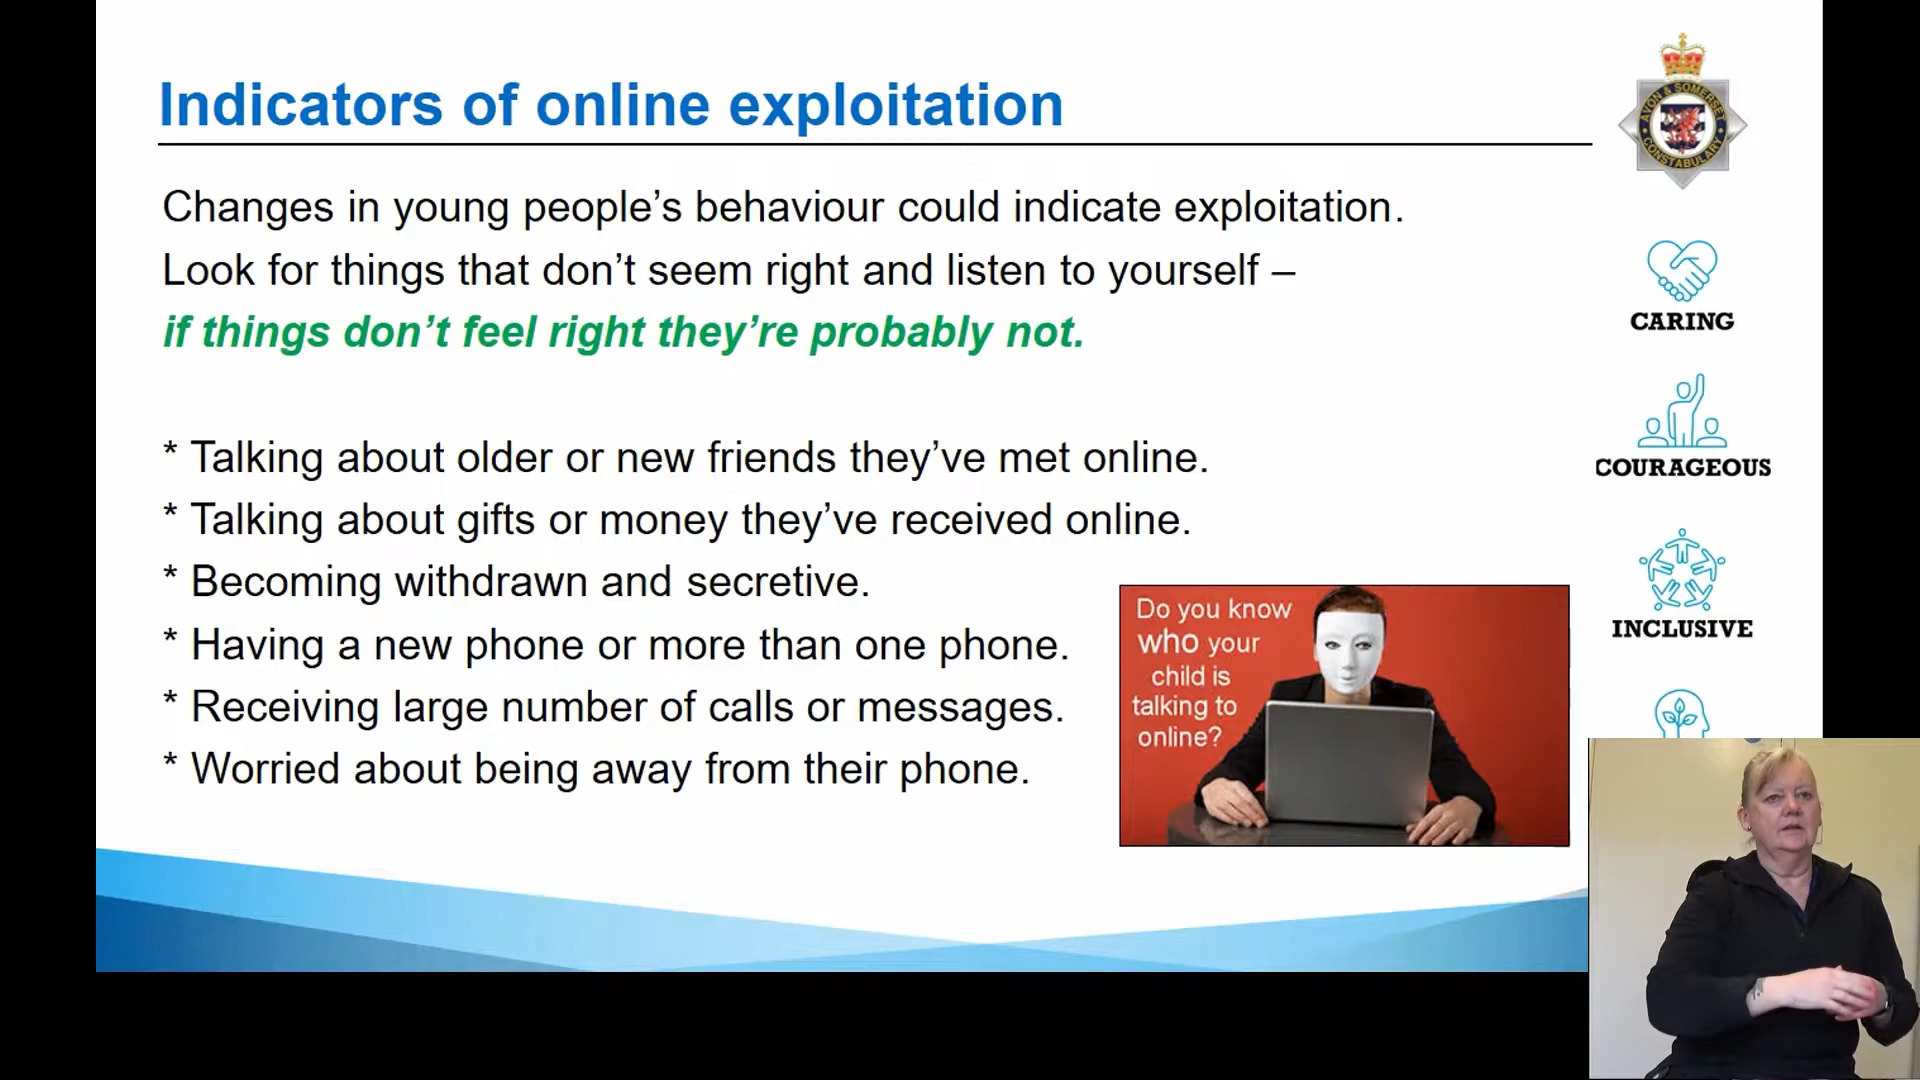 Indicators of online exploitation
Changes in young people’s behaviour could indicate exploitation.
Look for things that don’t seem right and listen to yourself –
if things don’t feel right they’re probably not.
* Talking about older or new friends they’ve met online.
* Talking about gifts or money they’ve received online.
* Becoming withdrawn and secretive.
* Having a new phone or more than one phone.
* Receiving large number of calls or messages.
* Worried about being away from their phone.
Do you know
who your
child is
talking to
online?
AVON & SOMERSET
CONSTABULARY
CARING
COURAGEOUS
INCLUSIVE